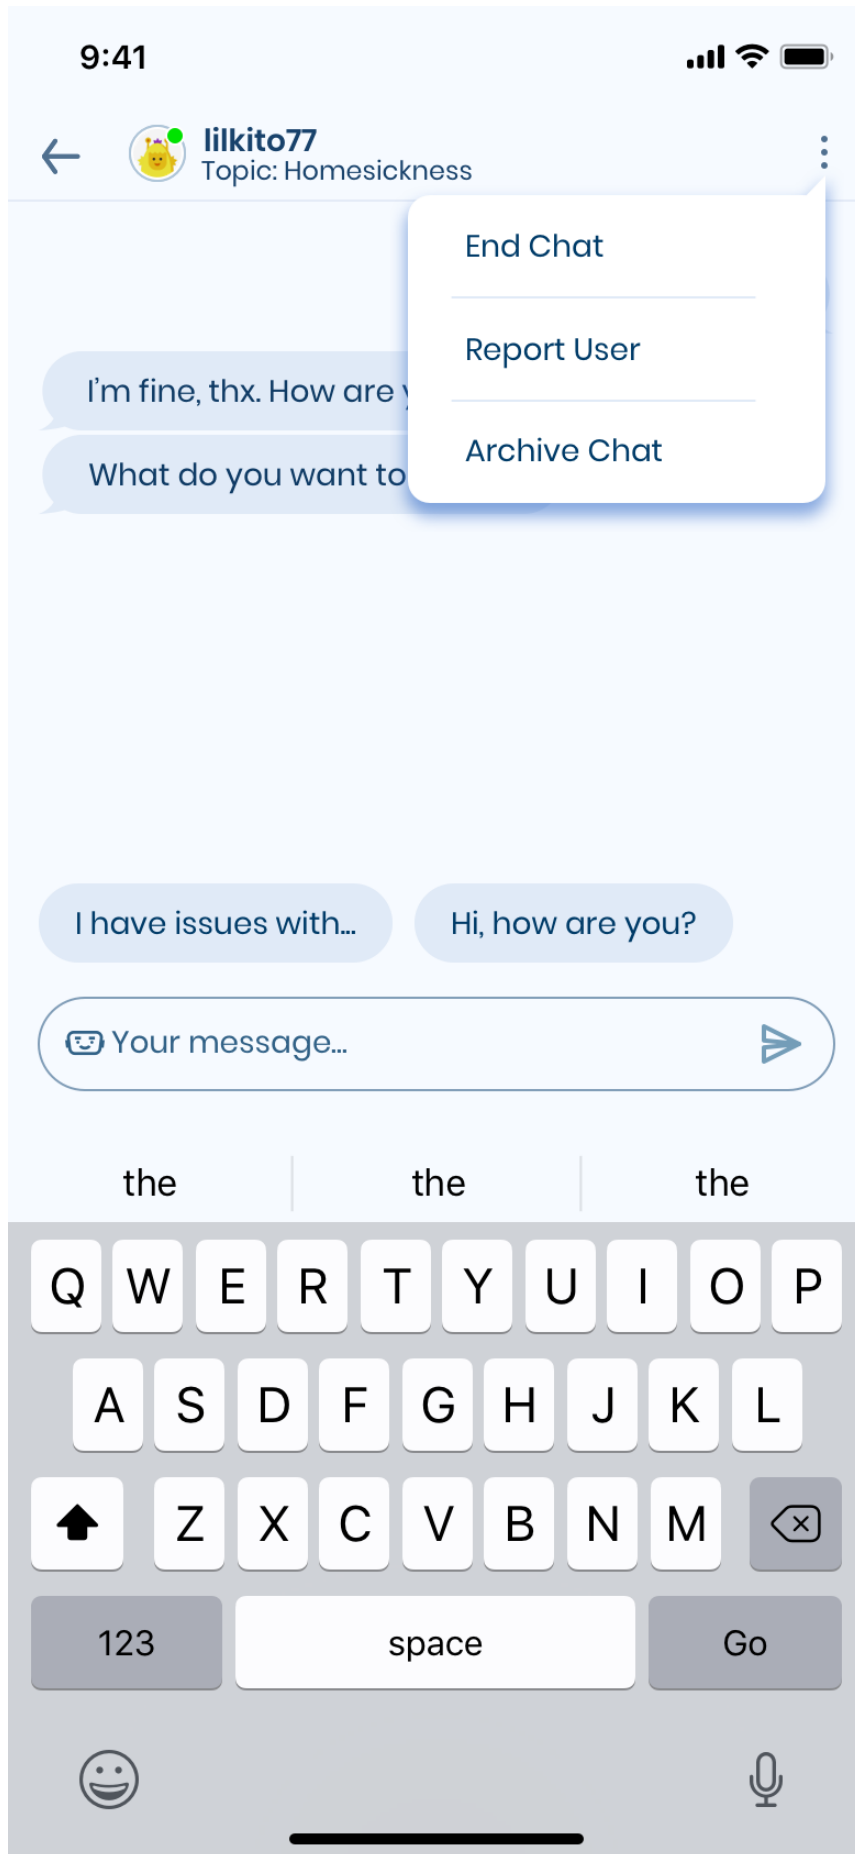 9:41
lilkito77
Topic: Homesickness
End Chat
Report User
Archive Chat
I'm fine, thx. How are
What do you want to
I have issues with...
Hi, how are you?
Your message...
the the the
Q W E R T Y U I O P
A S D F G H J K L
Z X C V B N M
123 space Go